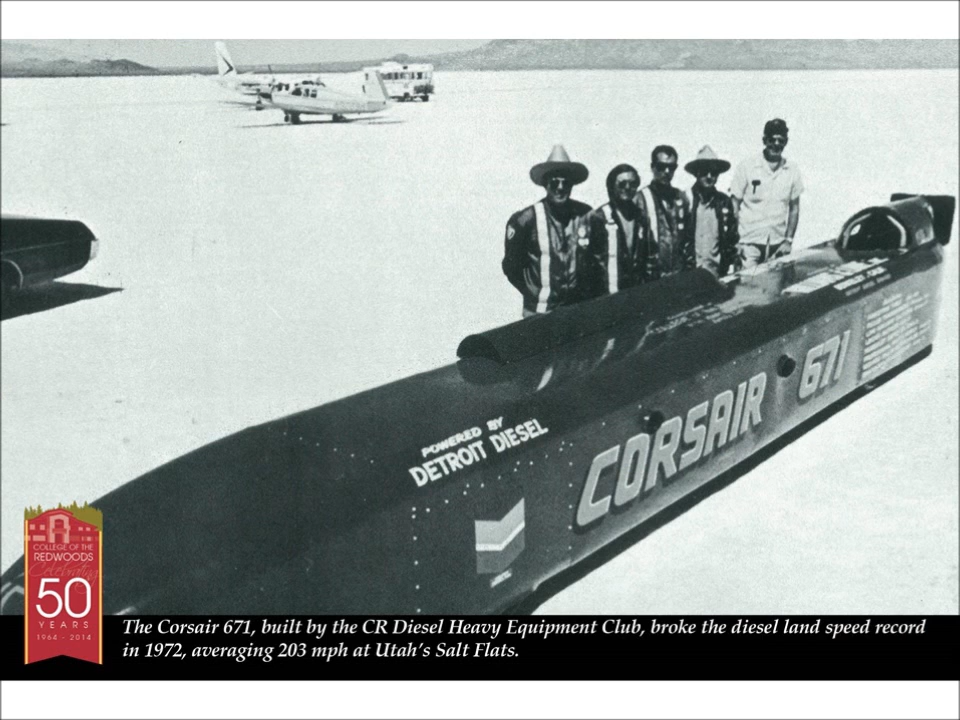 POWERED BY
DETROIT DIESEL
CORSAIR 671
COLLEGE OF THE
REDWOODS
Celebrating
50
YEARS
1964 - 2014
The Corsair 671, built by the CR Diesel Heavy Equipment Club, broke the diesel land speed record
in 1972, averaging 203 mph at Utah's Salt Flats.